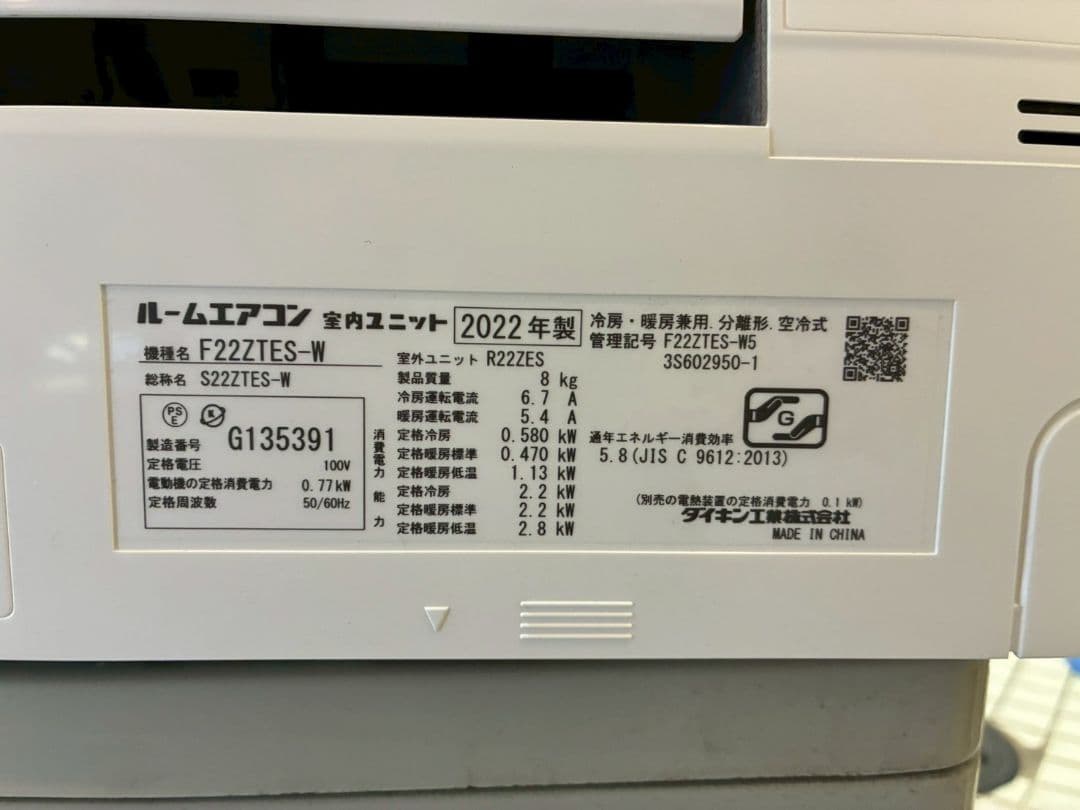 ルームエアコン 室内ユニット 2022年製
機種名 F22ZTES-W
総称名 S22ZTES-W
PS
E
製造番号 G135391
定格電圧 100V
電動機の定格消費電力 0.77kW
定格周波数 50/60Hz
室外ユニット R22ZES
製品質量 8 kg
冷房運転電流 6.7 A
暖房運転電流 5.4 A
消費電力
定格冷房 0.580 kW
定格暖房標準 0.470 kW
定格暖房低温 1.13 kW
能力
定格冷房 2.2 kW
定格暖房標準 2.2 kW
定格暖房低温 2.8 kW
冷房・暖房兼用.分離形.空冷式
管理記号 F22ZTES-W5
3S602950-1
G
通年エネルギー消費効率
5.8(JIS C 9612:2013)
(別売の電熱装置の定格消費電力 0.1 kW)
ダイキン工業株式会社
MADE IN CHINA